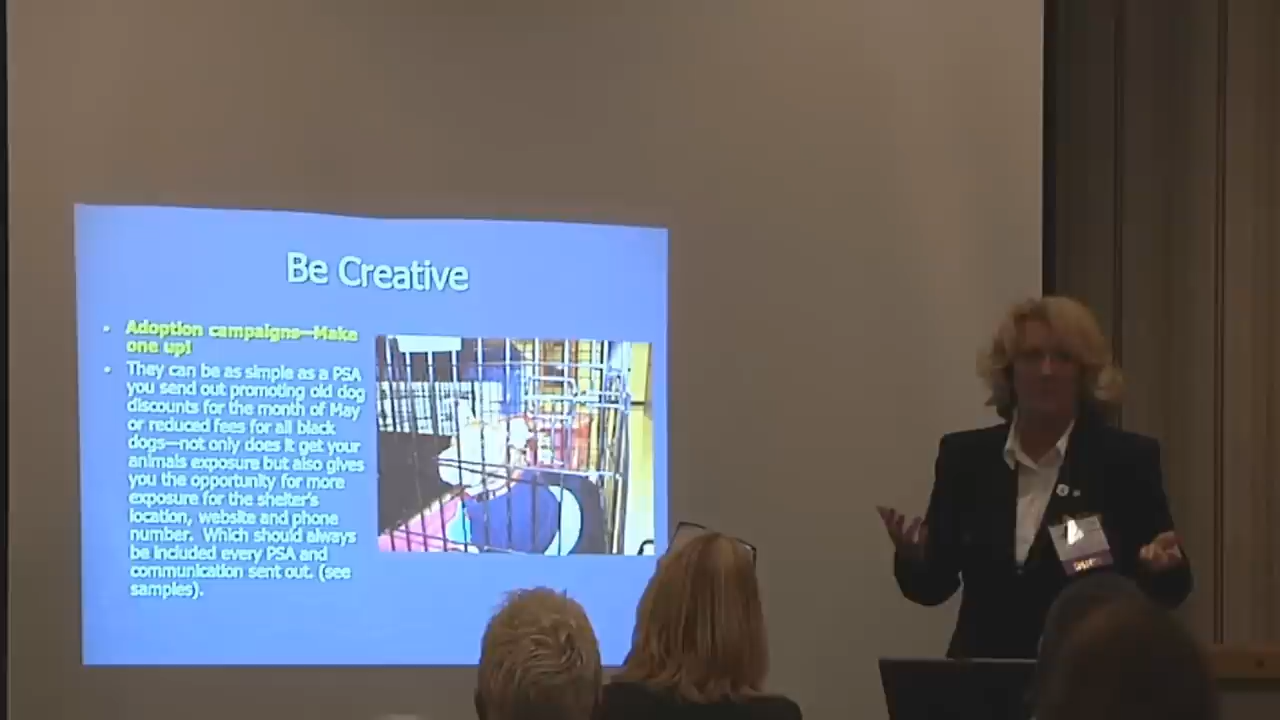 Be Creative
• Adoption campaigns—Make
one up!
• They can be as simple as a PSA
you send out promoting old dog
discounts for the month of May
or reduced fees for all black
dogs—not only does it get your
animals exposure but also gives
you the opportunity for more
exposure for the shelter's
location, website and phone
number. Which should always
be included every PSA and
communication sent out. (see
samples).